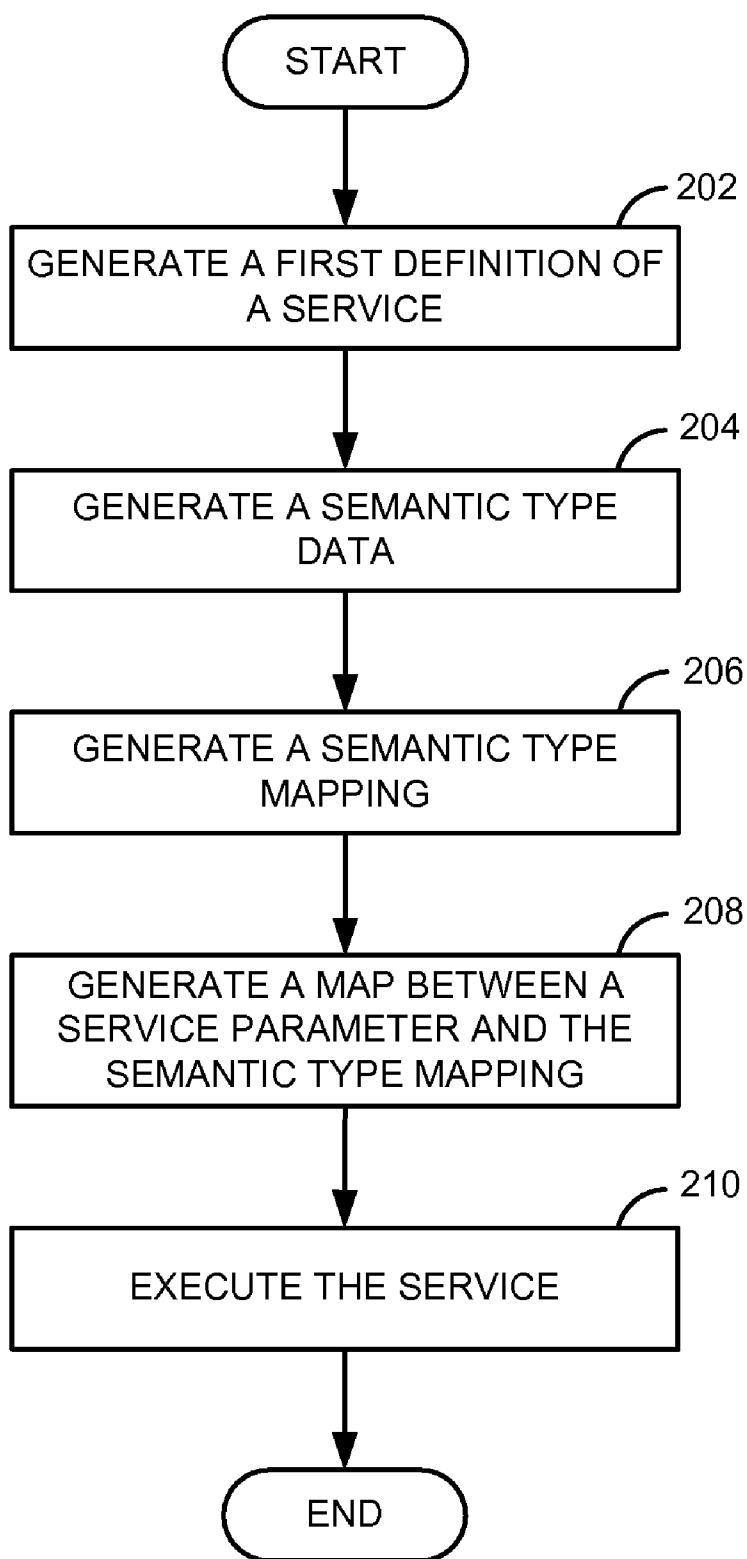 START
202
GENERATE A FIRST DEFINITION OF
A SERVICE
204
GENERATE A SEMANTIC TYPE
DATA
206
GENERATE A SEMANTIC TYPE
MAPPING
208
GENERATE A MAP BETWEEN A
SERVICE PARAMETER AND THE
SEMANTIC TYPE MAPPING
210
EXECUTE THE SERVICE
END